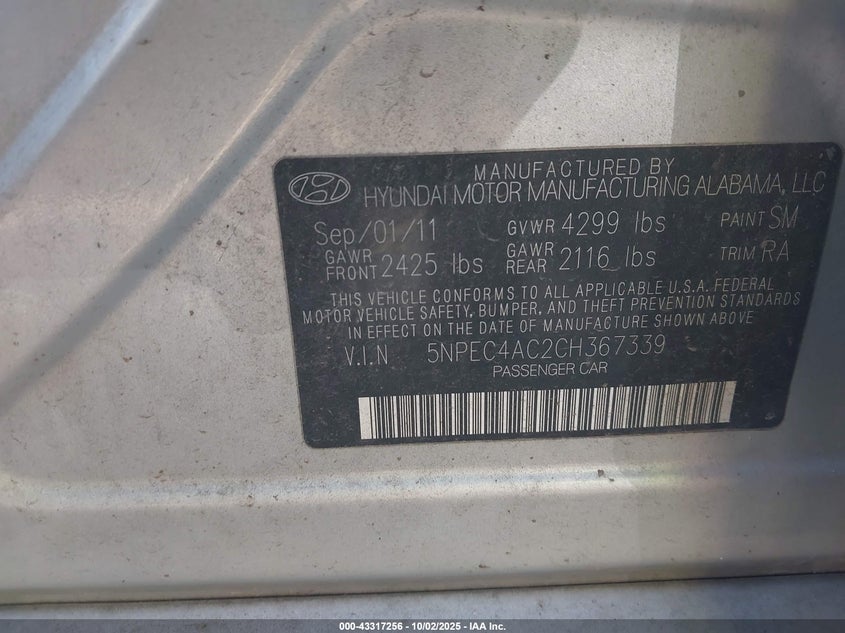 MANUFACTURED BY
HYUNDAI MOTOR MANUFACTURING ALABAMA, LLC
Sep/01/11 GVWR 4299 lbs PAINT SM
GAWR FRONT 2425 lbs GAWR REAR 2116 lbs TRIM RA
THIS VEHICLE CONFORMS TO ALL APPLICABLE U.S.A. FEDERAL
MOTOR VEHICLE SAFETY, BUMPER, AND THEFT PREVENTION STANDARDS
IN EFFECT ON THE DATE OF MANUFACTURE SHOWN ABOVE
V.I.N 5NPEC4AC2CH367339
PASSENGER CAR
000-43317256 - 10/02/2025 - IAA Inc.